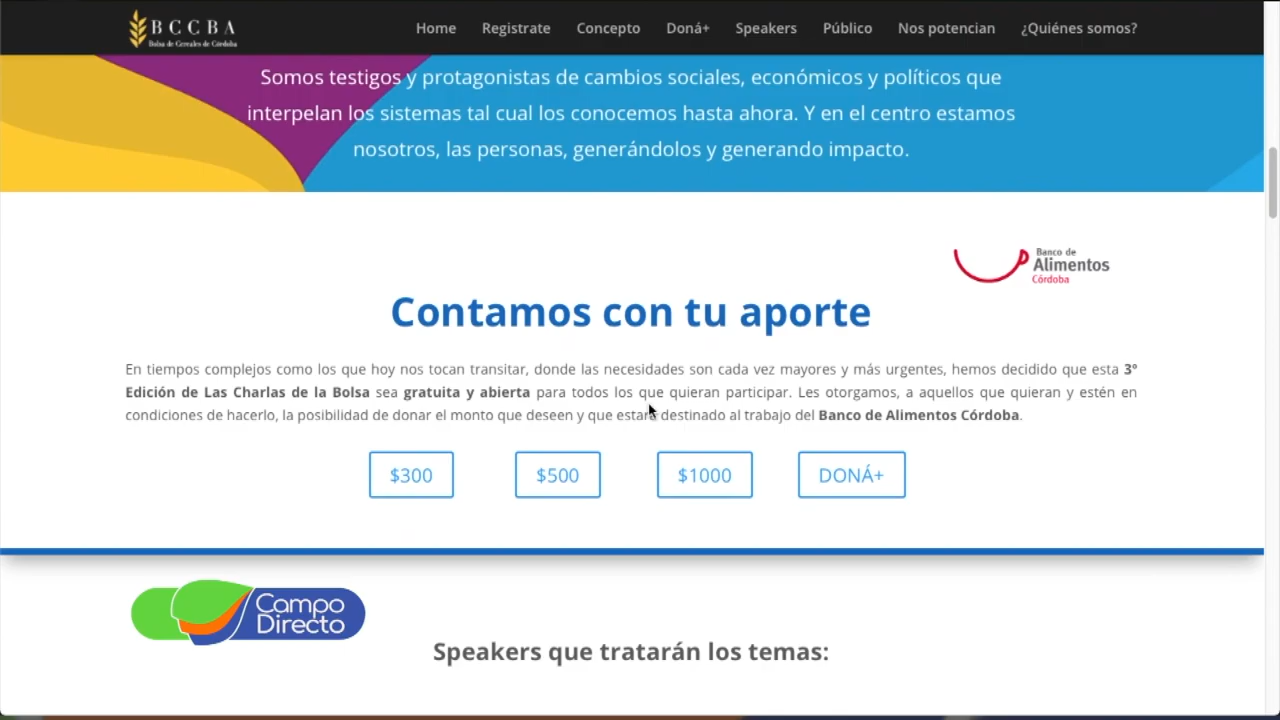 BCCBA
Bolsa de Cereales de Córdoba
Home Registrate Concepto Doná+ Speakers Público Nos potencian ¿Quiénes somos?
Somos testigos y protagonistas de cambios sociales, económicos y políticos que
interpelan los sistemas tal cual los conocemos hasta ahora. Y en el centro estamos
nosotros, las personas, generándolos y generando impacto.
Banco de
Alimentos
Córdoba
Contamos con tu aporte
En tiempos complejos como los que hoy nos tocan transitar, donde las necesidades son cada vez mayores y más urgentes, hemos decidido que esta 3°
Edición de Las Charlas de la Bolsa sea gratuita y abierta para todos los que quieran participar. Les otorgamos, a aquellos que quieran y estén en
condiciones de hacerlo, la posibilidad de donar el monto que deseen y que estará destinado al trabajo del Banco de Alimentos Córdoba.
$300 $500 $1000 DONÁ+
Campo
Directo
Speakers que tratarán los temas: